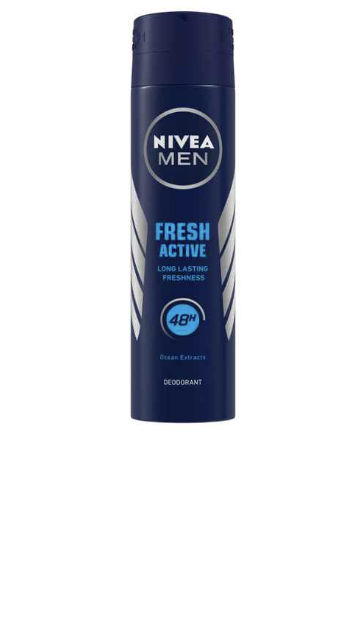 NIVEA
MEN
FRESH
ACTIVE
LONG LASTING
FRESHNESS
48H
Ocean Extracts
DEODORANT